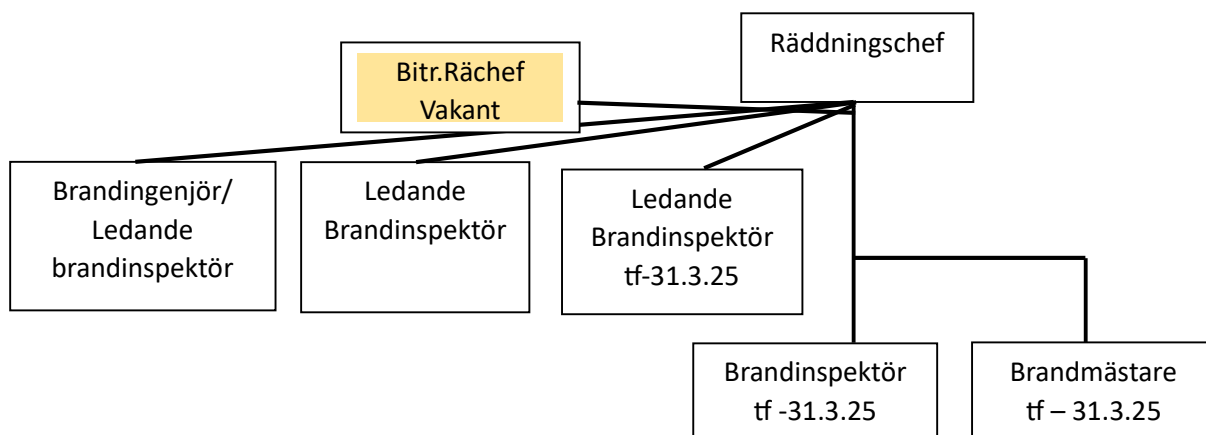 Räddningschef
Bitr.Rächef
Vakant
Brandingenjör/
Ledande
brandinspektör
Ledande
Brandinspektör
Ledande
Brandinspektör
tf-31.3.25
Brandinspektör
tf -31.3.25
Brandmästare
tf – 31.3.25